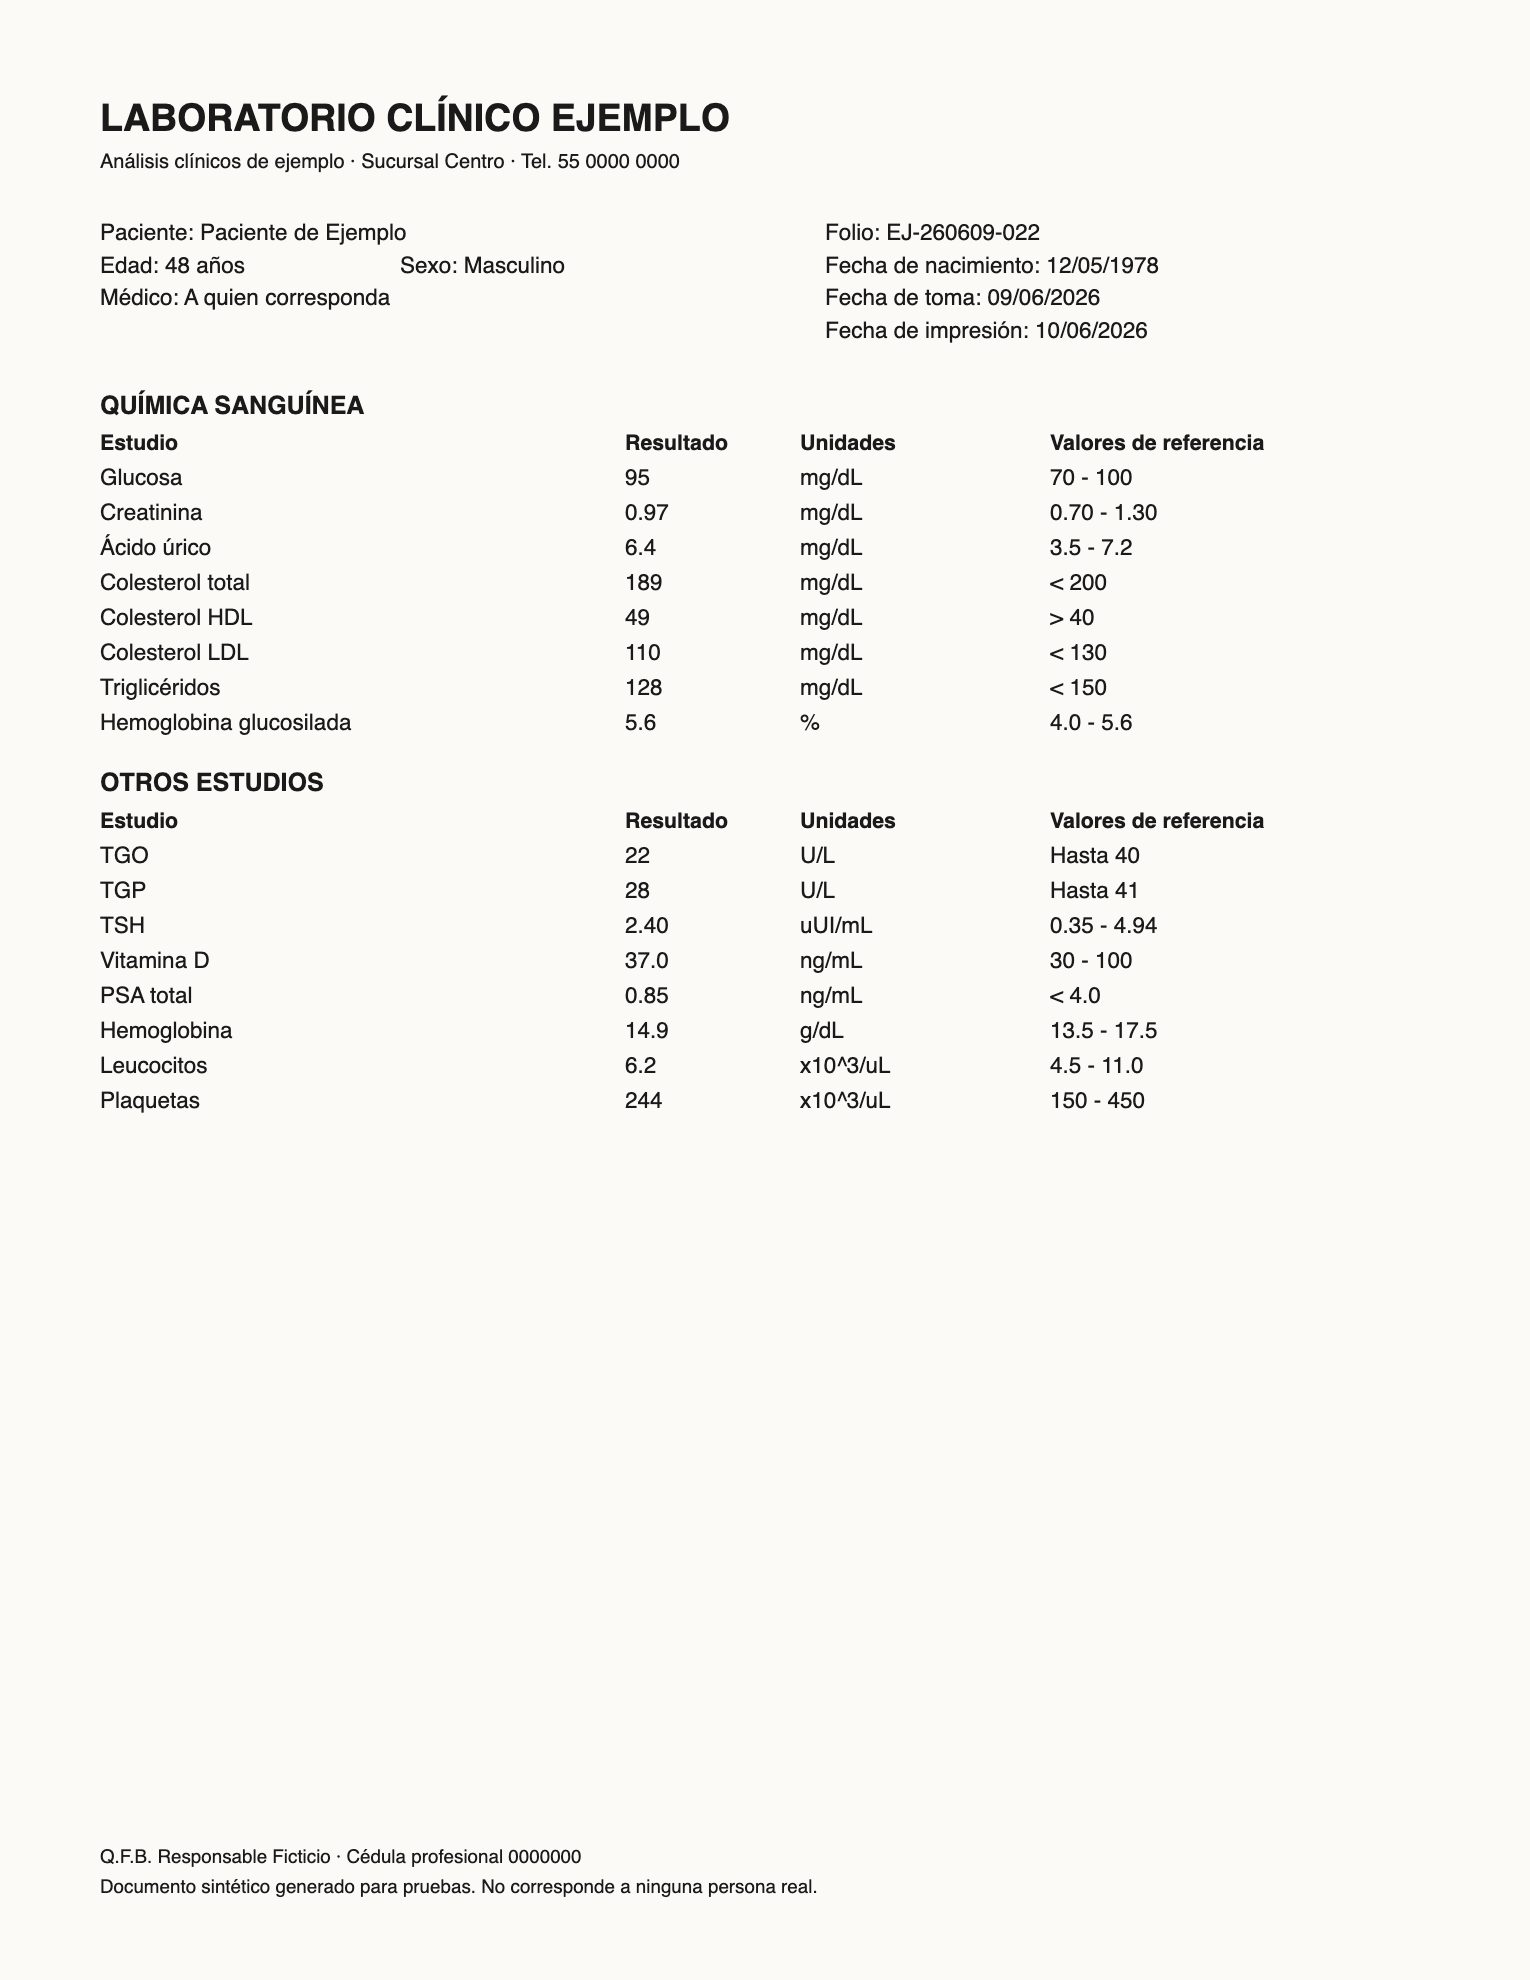 LABORATORIO CLÍNICO EJEMPLO
Análisis clínicos de ejemplo · Sucursal Centro · Tel. 55 0000 0000
Paciente: Paciente de Ejemplo Folio: EJ-260609-022
Edad: 48 años Sexo: Masculino Fecha de nacimiento: 12/05/1978
Médico: A quien corresponda Fecha de toma: 09/06/2026
Fecha de impresión: 10/06/2026
QUÍMICA SANGUÍNEA
Estudio Resultado Unidades Valores de referencia
Glucosa 95 mg/dL 70 - 100
Creatinina 0.97 mg/dL 0.70 - 1.30
Ácido úrico 6.4 mg/dL 3.5 - 7.2
Colesterol total 189 mg/dL < 200
Colesterol HDL 49 mg/dL > 40
Colesterol LDL 110 mg/dL < 130
Triglicéridos 128 mg/dL < 150
Hemoglobina glucosilada 5.6 % 4.0 - 5.6
OTROS ESTUDIOS
Estudio Resultado Unidades Valores de referencia
TGO 22 U/L Hasta 40
TGP 28 U/L Hasta 41
TSH 2.40 uUI/mL 0.35 - 4.94
Vitamina D 37.0 ng/mL 30 - 100
PSA total 0.85 ng/mL < 4.0
Hemoglobina 14.9 g/dL 13.5 - 17.5
Leucocitos 6.2 x10^3/uL 4.5 - 11.0
Plaquetas 244 x10^3/uL 150 - 450
Q.F.B. Responsable Ficticio · Cédula profesional 0000000
Documento sintético generado para pruebas. No corresponde a ninguna persona real.